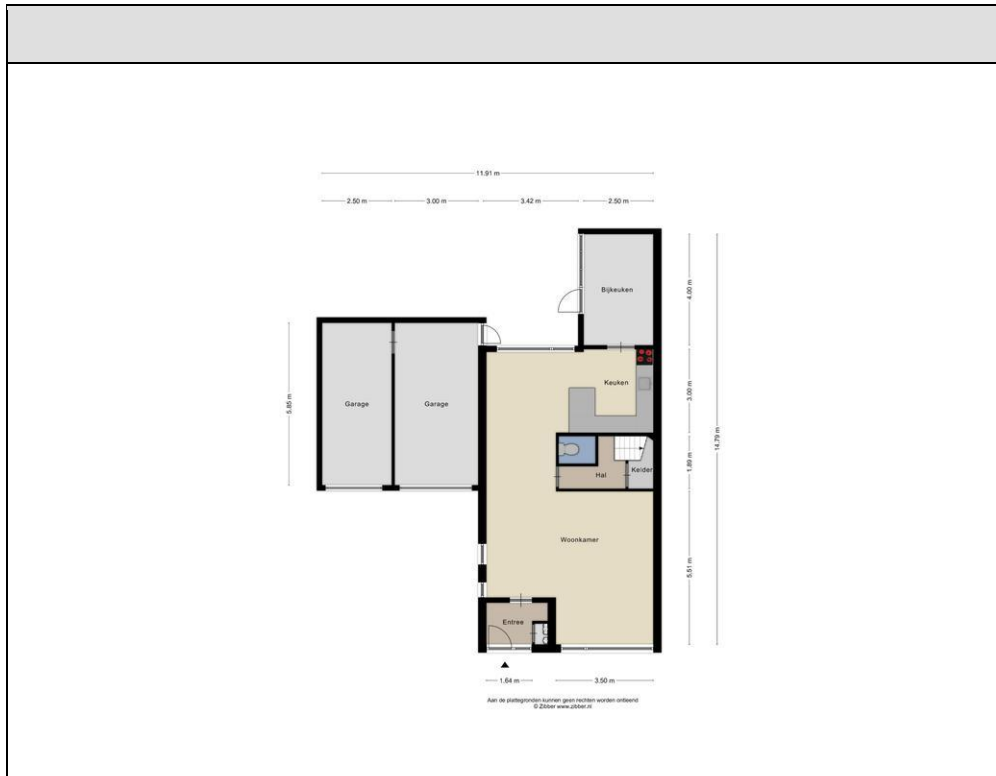 11.91 m
2.50 m
3.00 m
3.42 m
2.50 m
Bijkeuken
4.00 m
Keuken
Garage
Garage
5.85 m
3.00 m
14.79 m
Hal
Kelder
1.89 m
Woonkamer
5.51 m
Entree
1.64 m
3.50 m
Aan de plattegronden kunnen geen rechten worden ontleend
© Zibber www.zibber.nl